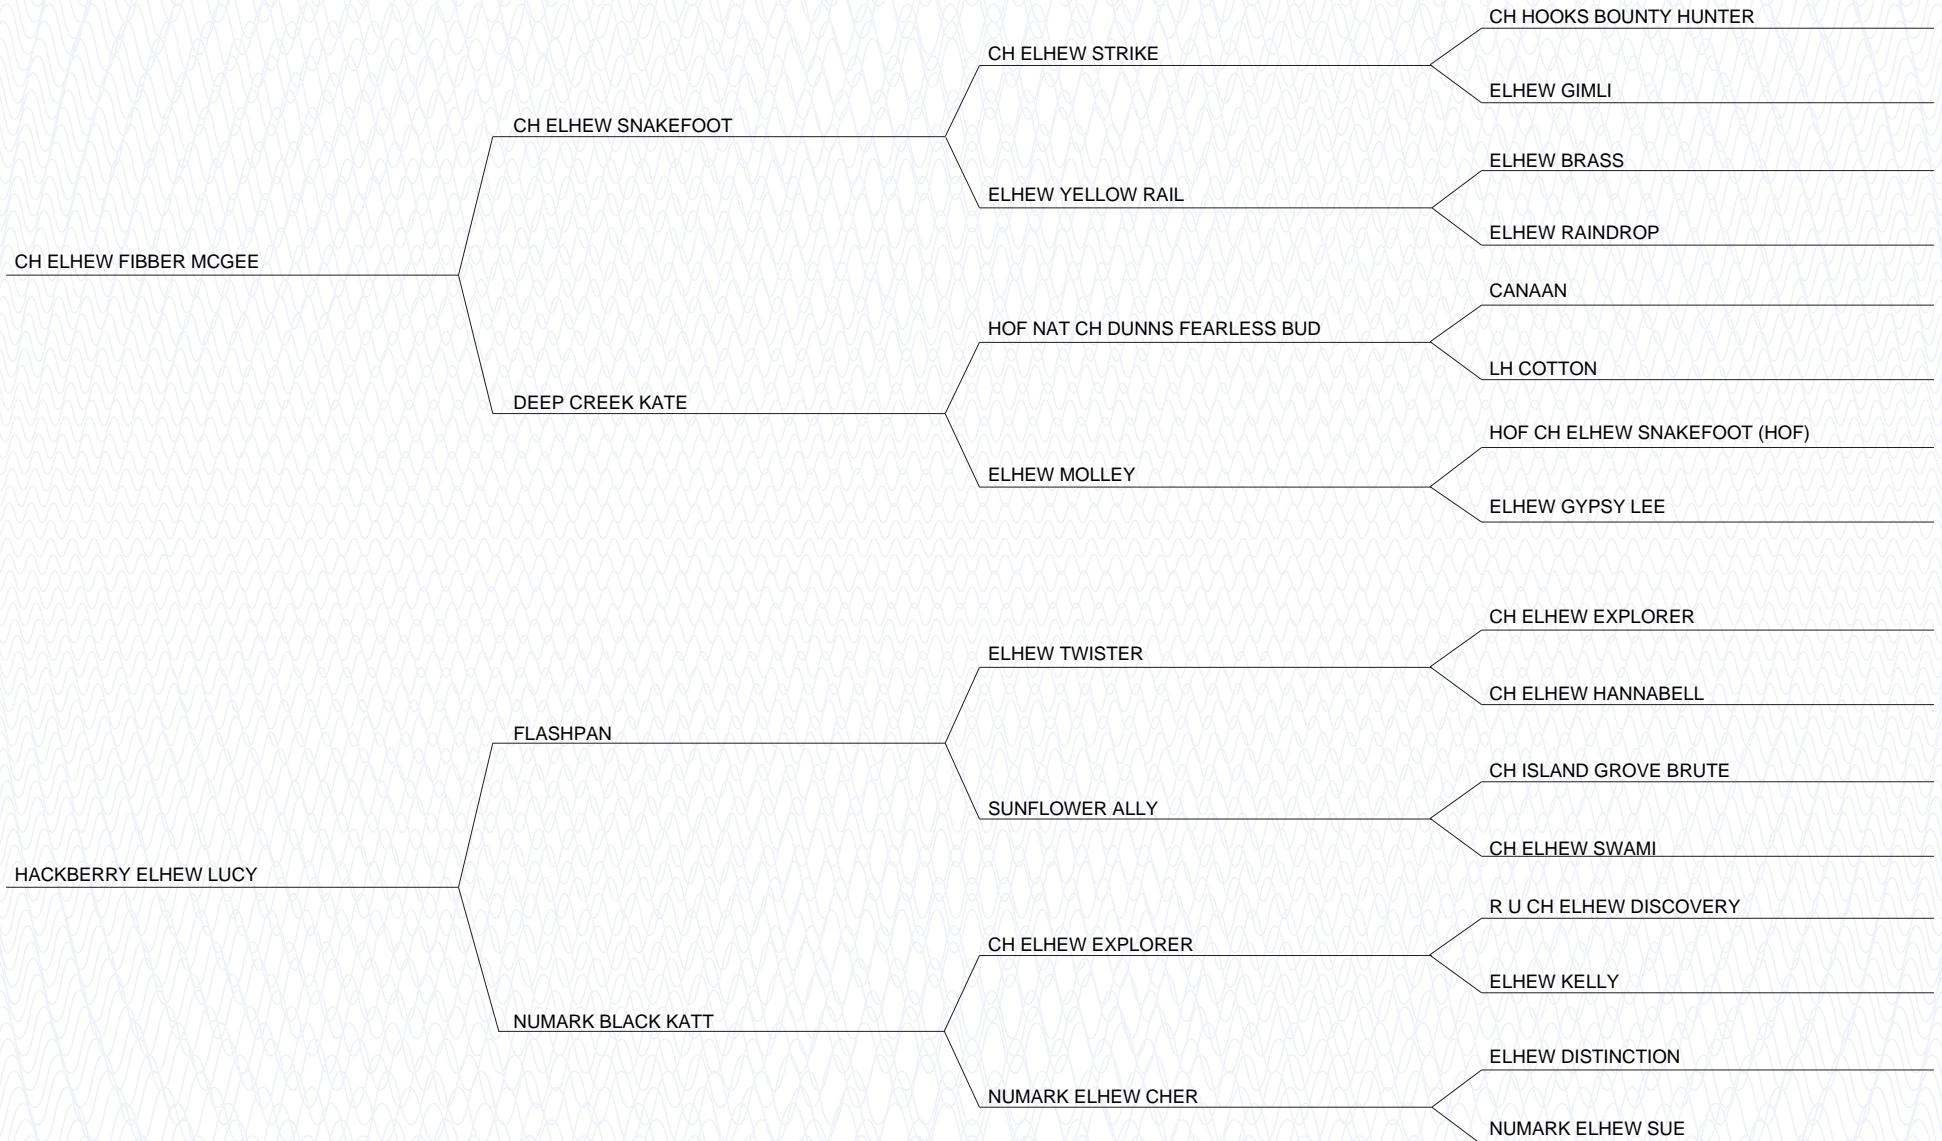 CH HOOKS BOUNTY HUNTER
CH ELHEW STRIKE
ELHEW GIMLI
CH ELHEW SNAKEFOOT
ELHEW BRASS
ELHEW YELLOW RAIL
ELHEW RAINDROP
CH ELHEW FIBBER MCGEE
CANAAN
HOF NAT CH DUNNS FEARLESS BUD
LH COTTON
DEEP CREEK KATE
HOF CH ELHEW SNAKEFOOT (HOF)
ELHEW MOLLEY
ELHEW GYPSY LEE
CH ELHEW EXPLORER
ELHEW TWISTER
CH ELHEW HANNABELL
FLASHPAN
CH ISLAND GROVE BRUTE
SUNFLOWER ALLY
CH ELHEW SWAMI
HACKBERRY ELHEW LUCY
R U CH ELHEW DISCOVERY
CH ELHEW EXPLORER
ELHEW KELLY
NUMARK BLACK KATT
ELHEW DISTINCTION
NUMARK ELHEW CHER
NUMARK ELHEW SUE